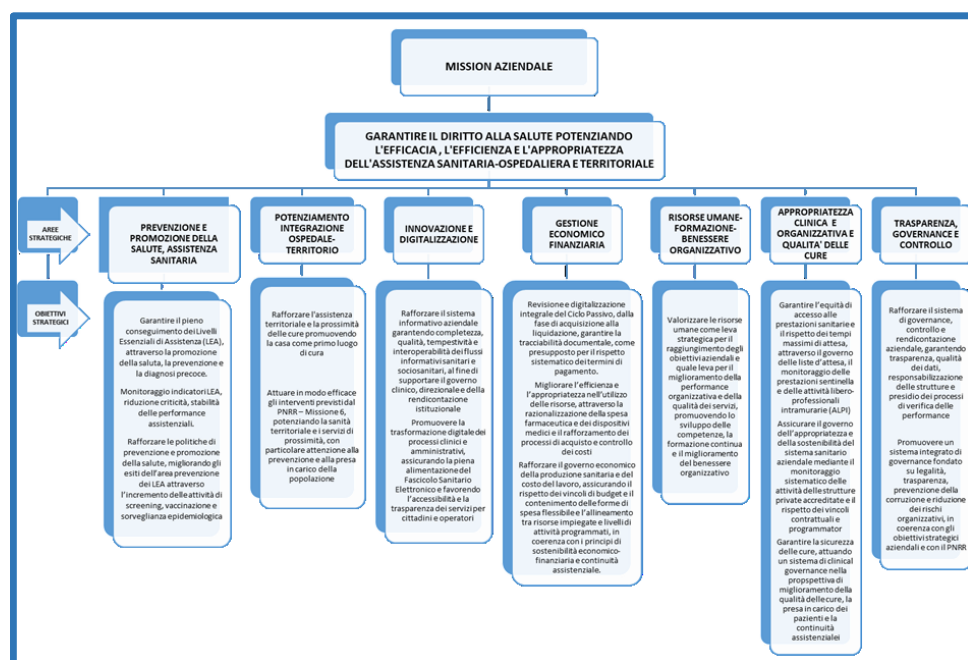 MISSION AZIENDALE
GARANTIRE IL DIRITTO ALLA SALUTE POTENZIANDO
L'EFFICACIA , L'EFFICIENZA E L'APPROPRIATEZZA
DELL'ASSISTENZA SANITARIA-OSPEDALIERA E TERRITORIALE
AREE
STRATEGICHE
PREVENZIONE E
PROMOZIONE DELLA
SALUTE, ASSISTENZA
SANITARIA
POTENZIAMENTO
INTEGRAZIONE
OSPEDALE-
TERRITORIO
INNOVAZIONE E
DIGITALIZZAZIONE
GESTIONE
ECONOMICO
FINANZIARIA
RISORSE UMANE-
FORMAZIONE-
BENESSERE
ORGANIZZATIVO
APPROPRIATEZZA
CLINICA E
ORGANIZZATIVA E
QUALITA' DELLE
CURE
TRASPARENZA,
GOVERNANCE E
CONTROLLO
OBIETTIVI
STRATEGICI
Garantire il pieno
conseguimento dei Livelli
Essenziali di Assistenza (LEA),
attraverso la promozione della
saluta, la prevenzione e
la diagnosi precoce.
Monitoraggio indicatori LEA,
riduzione criticità, stabilità
delle performance
assistenziali.
Rafforzare le politiche di
prevenzione e promozione
della salute, migliorando gli
esiti dell'area prevenzione
dei LEA attraverso
l'incremento delle attività di
screening, vaccinazione e
sorveglianza epidemiologica
Rafforzare l'assistenza
territoriale e la prossimità
delle cure promuovendo
la casa come primo luogo
di cura
Attuare in modo efficace
gli interventi previsti dal
PNRR – Missione 6,
potenziando la sanità
territoriale e i servizi di
prossimità, con
particolare attenzione alla
prevenzione e alla presa
in carico della
popolazione
Rafforzare il sistema
informativo aziendale
garantendo completezza,
qualità, tempestività e
interoperabilità dei flussi
informativi sanitari e
sociosanitari, al fine di
supportare il governo
clinico, direzionale e della
rendicontazione
istituzionale
Promuovere la
trasformazione digitale dei
processi clinici e
amministrativi,
assicurando la piena
alimentazione del
Fascicolo Sanitario
Elettronico e favorendo
l'accessibilità e la
trasparenza dei servizi per
cittadini e operatori
Revisione e digitalizzazione
integrale del Ciclo Passivo, dalla
fase di acquisizione alla
liquidazione, garantire la
tracciabilità documentale, come
presupposto per il rispetto
sistematico dei termini di
pagamento.
Migliorare l'efficienza e
l'appropriatezza nell'utilizzo
delle risorse, attraverso la
razionalizzazione della spesa
farmaceutica e dei dispositivi
medici e il rafforzamento dei
processi di acquisto e controllo
dei costi
Rafforzare il governo economico
della produzione sanitaria e del
costo del lavoro, assicurando il
rispetto dei vincoli di budget e il
contenimento delle forme di
spesa flessibile e l'allineamento
tra risorse impiegate e livelli di
attività programmati, in
coerenza con i principi di
sostenibilità economico-
finanziaria e continuità
assistenziale.
Valorizzare le risorse
umane come leva
strategica per il
raggiungimento degli
obiettivi aziendali e
quale leva per il
miglioramento della
performance
organizzativa e della
qualità dei servizi,
promuovendo lo
sviluppo delle
competenze, la
formazione continua
e il miglioramento
del benessere
organizzativo
Garantire l'equità di
accesso alle
prestazioni sanitarie e
il rispetto dei tempi
massimi di attesa,
attraverso il governo
delle liste d'attesa, il
monitoraggio delle
prestazioni sentinella
e delle attività libero-
professionali
intramurarie (ALPI)
Assicurare il governo
dell'appropriatezza e
della sostenibilità del
sistema sanitario
aziendale mediante il
monitoraggio
sistematico delle
attività delle strutture
private accreditate e il
rispetto dei vincoli
contrattuali e
programmator
Garantire la sicurezza
delle cure, attuando
un sistema di clinical
governance nella
propspettiva di
miglioramento della
qualità delle cure, la
presa in carico dei
pazienti e la
continuità
assistenzialei
Rafforzare il sistema
di governance,
controllo e
rendicontazione
aziendale, garantendo
trasparenza, qualità
dei dati,
responsabilizzazione
delle strutture e
presidio dei processi
di verifica delle
performance
Promuovere un
sistema integrato di
governance fondato
su legalità,
trasparenza,
prevenzione della
corruzione e riduzione
dei rischi
organizzativi, in
coerenza con gli
obiettivi strategici
aziendali e con il PNRR